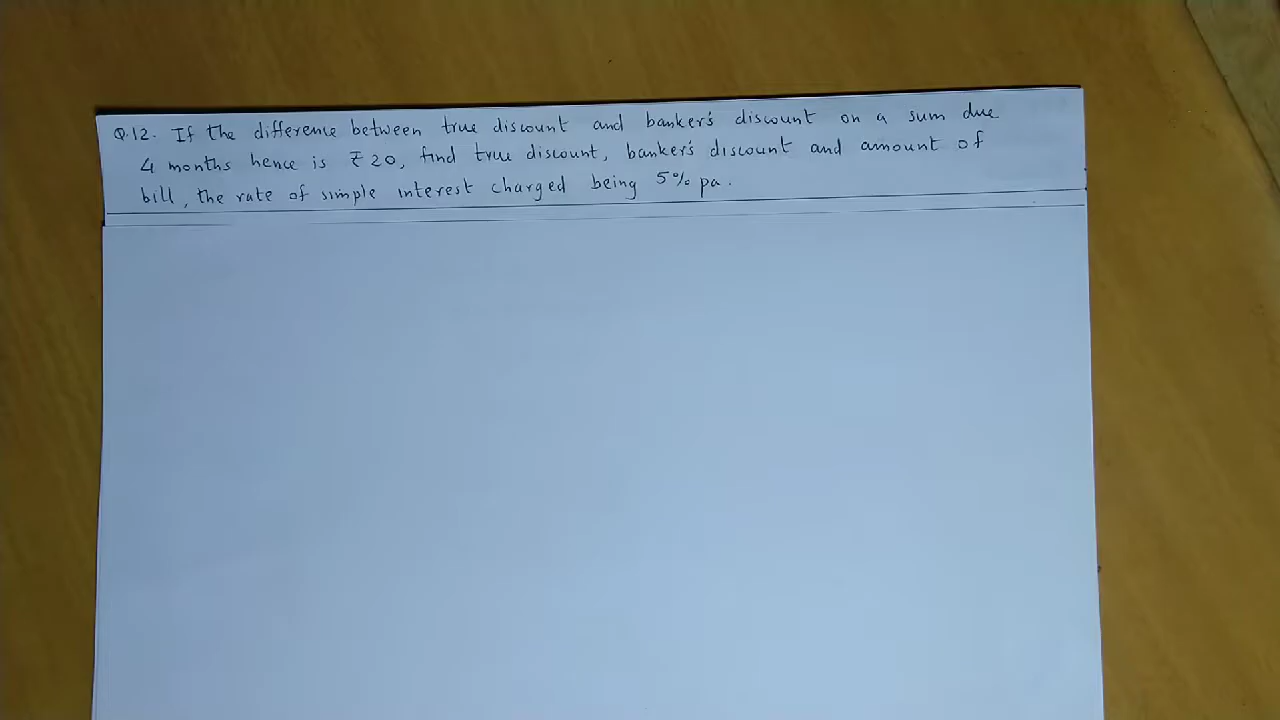 Q.12. If the difference between true discount and banker's discount on a sum due
4 months hence is ₹20, find true discount, banker's discount and amount of
bill, the rate of simple interest charged being 5% pa.